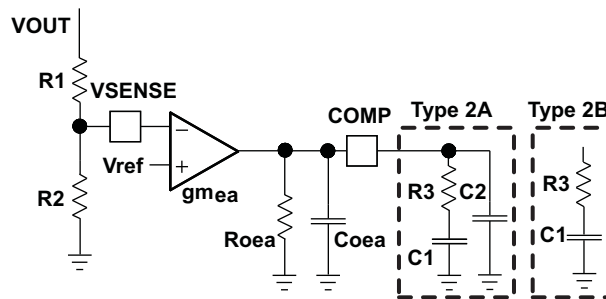 VOUT
R1
VSENSE
COMP
Type 2A
Type 2B
Vref
gmea
R2
Roea
Coea
R3
C2
C1
R3
C1